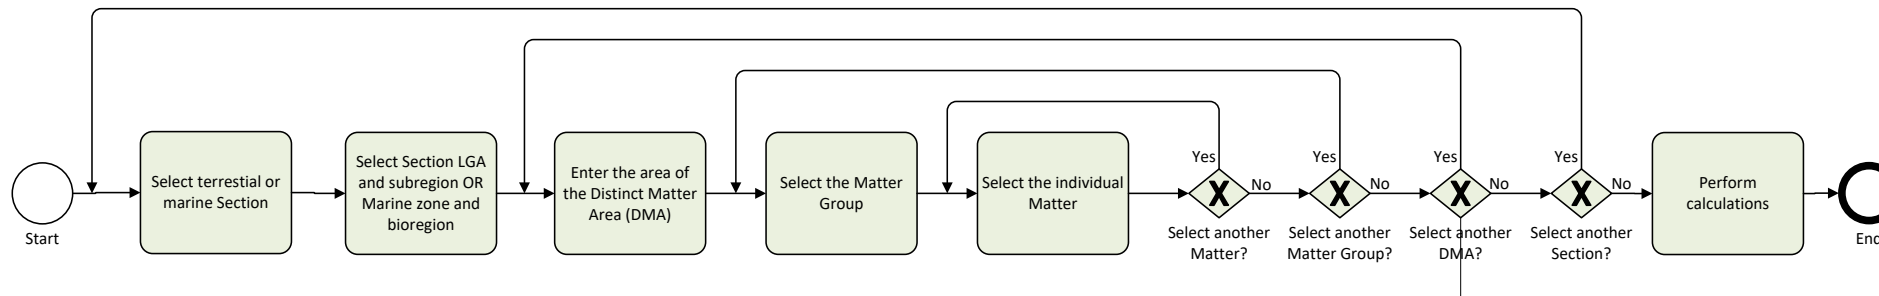 Start
Select terrestial or
marine Section
Select Section LGA
and subregion OR
Marine zone and
bioregion
Enter the area of
the Distinct Matter
Area (DMA)
Select the Matter
Group
Select the individual
Matter
Yes
X
No
Select another
Matter?
Yes
X
No
Select another
Matter Group?
Yes
X
No
Select another
DMA?
Yes
X
No
Select another
Section?
Perform
calculations
End